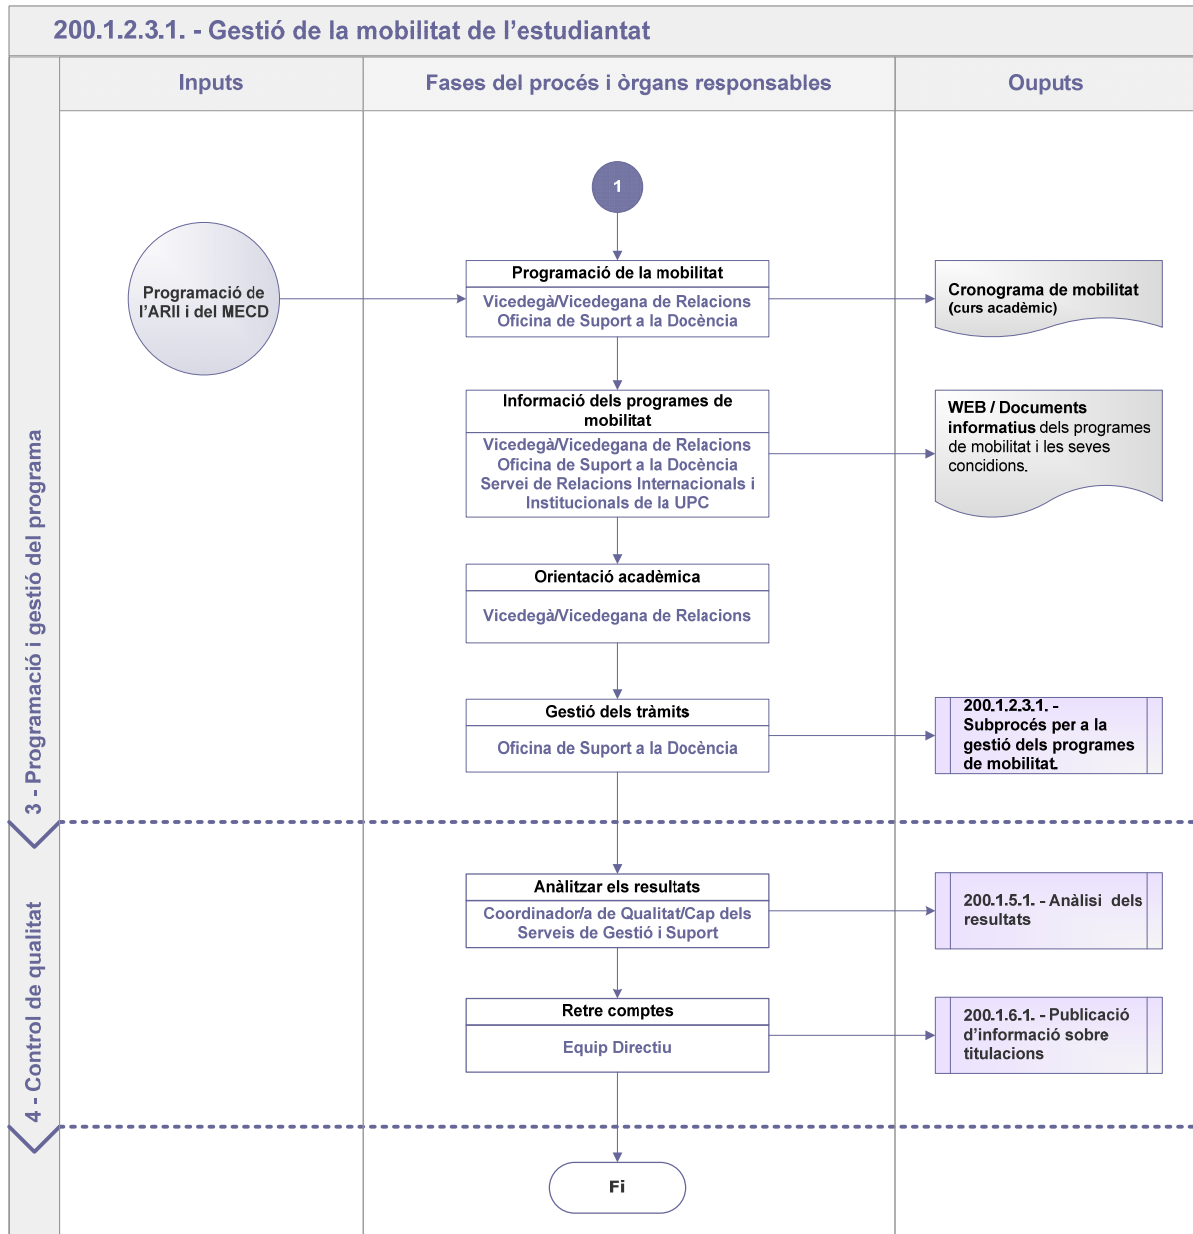 200.1.2.3.1. - Gestió de la mobilitat de l’estudiantat
Inputs
Fases del procés i òrgans responsables
Ouputs
3 - Programació i gestió del programa
1
Programació de
l’ARII i del MECD
Programació de la mobilitat
Vicedegà/Vicedegana de Relacions
Oficina de Suport a la Docència
Cronograma de mobilitat
(curs acadèmic)
Informació dels programes de
mobilitat
Vicedegà/Vicedegana de Relacions
Oficina de Suport a la Docència
Servei de Relacions Internacionals i
Institucionals de la UPC
WEB / Documents
informatius dels programes
de mobilitat i les seves
concidions.
Orientació acadèmica
Vicedegà/Vicedegana de Relacions
Gestió dels tràmits
Oficina de Suport a la Docència
200.1.2.3.1. -
Subprocés per a la
gestió dels programes
de mobilitat.
4 - Control de qualitat
Anàlitzar els resultats
Coordinador/a de Qualitat/Cap dels
Serveis de Gestió i Suport
200.1.5.1. - Anàlisi dels
resultats
Retre comptes
Equip Directiu
200.1.6.1. - Publicació
d’informació sobre
titulacions
Fi